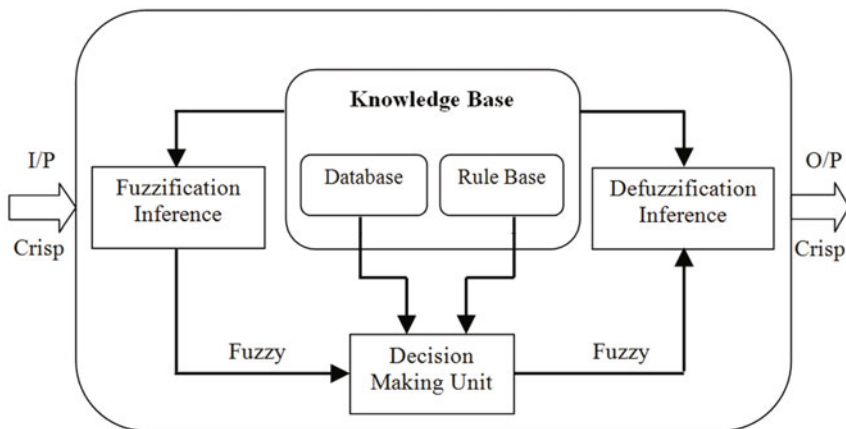 Knowledge Base
I/P
Crisp
Fuzzification
Inference
Database
Rule Base
Defuzzification
Inference
O/P
Crisp
Fuzzy
Decision
Making Unit
Fuzzy